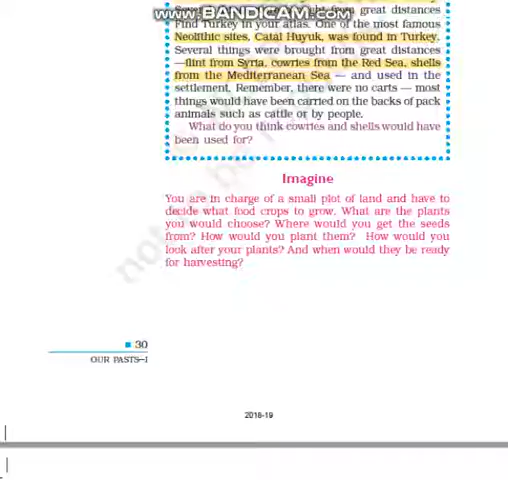 www.BANDICAM.com
great distances
Find Turkey in your atlas. One of the most famous
Neolithic sites, Catal Huyuk, was found in Turkey.
Several things were brought from great distances
—flint from Syria, cowries from the Red Sea, shells
from the Mediterranean Sea — and used in the
settlement. Remember, there were no carts — most
things would have been carried on the backs of pack
animals such as cattle or by people.
What do you think cowries and shells would have
been used for?
Imagine
You are in charge of a small plot of land and have to
decide what food crops to grow. What are the plants
you would choose? Where would you get the seeds
from? How would you plant them? How would you
look after your plants? And when would they be ready
for harvesting?
■ 30
OUR PASTS–I
2018-19